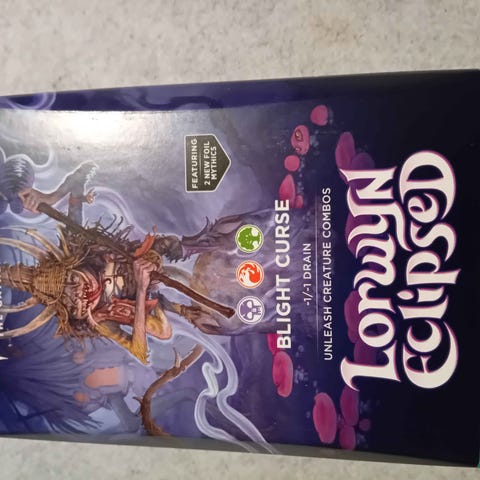 FEATURING
2 NEW FOIL
MYTHICS
BLIGHT CURSE
-1/-1 DRAIN
UNLEASH CREATURE COMBOS
LORWYN
ECLIPSED